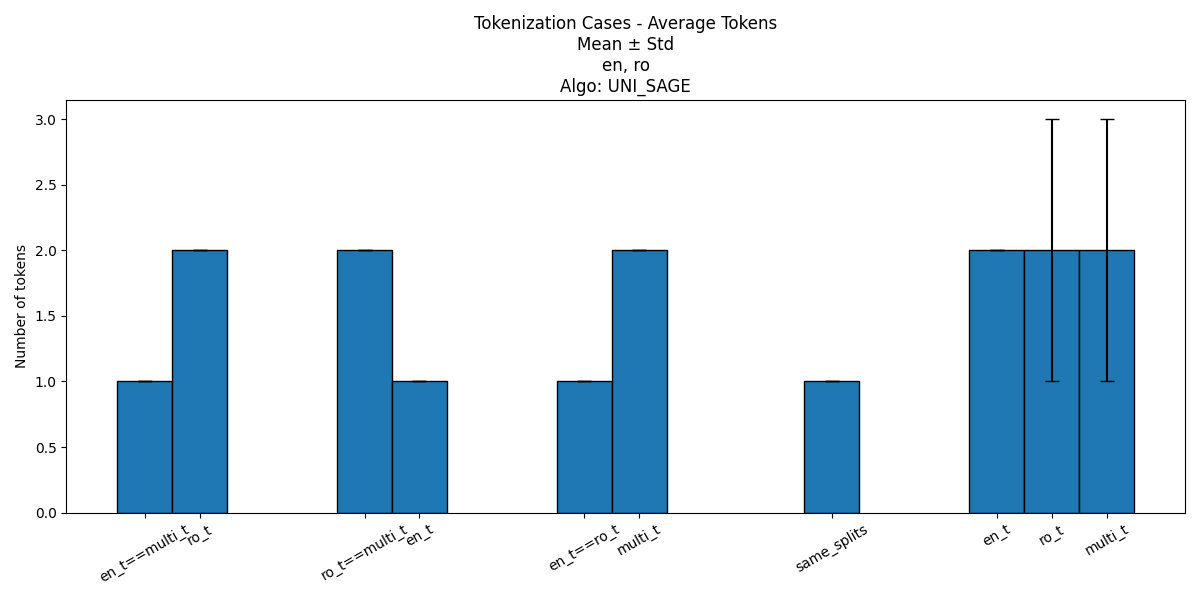 Tokenization Cases - Average Tokens
Mean ± Std
en, ro
Algo: UNI_SAGE
Number of tokens
3.0
2.5
2.0
1.5
1.0
0.5
0.0
en_t==multi_t
ro_t
ro_t==multi_t
en_t
en_t==ro_t
multi_t
same_splits
en_t
ro_t
multi_t